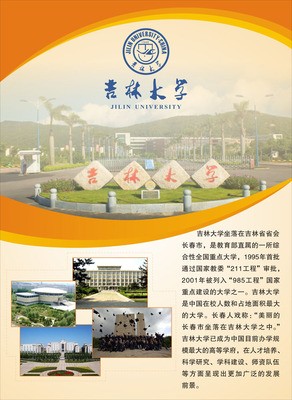 JILIN UNIVERSITY·CHINA
吉林大学
吉林大学
JILIN UNIVERSITY
吉林大学
吉林大学坐落在吉林省省会
长春市,是教育部直属的一所综
合性全国重点大学,1995年首批
通过国家教委“211工程”审批,
2001年被列入“985工程”国家
重点建设的大学之一。吉林大学
是中国在校人数和占地面积最大
的大学。长春人戏称:“美丽的
长春市坐落在吉林大学之中。”
吉林大学已成为中国目前办学规
模最大的高等学府,在人才培养、
科学研究、学科建设、师资队伍
等方面呈现出更加广泛的发展
前景。